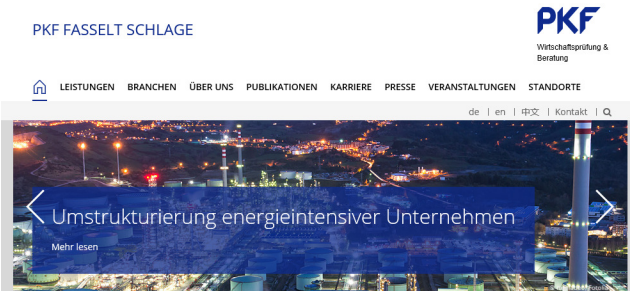 PKF FASSELT SCHLAGE
PKF
Wirtschaftsprüfung &
Beratung
LEISTUNGEN BRANCHEN ÜBER UNS PUBLIKATIONEN KARRIERE PRESSE VERANSTALTUNGEN STANDORTE
de | en | 中文 | Kontakt |
Umstrukturierung energieintensiver Unternehmen
Mehr lesen
Fotolia